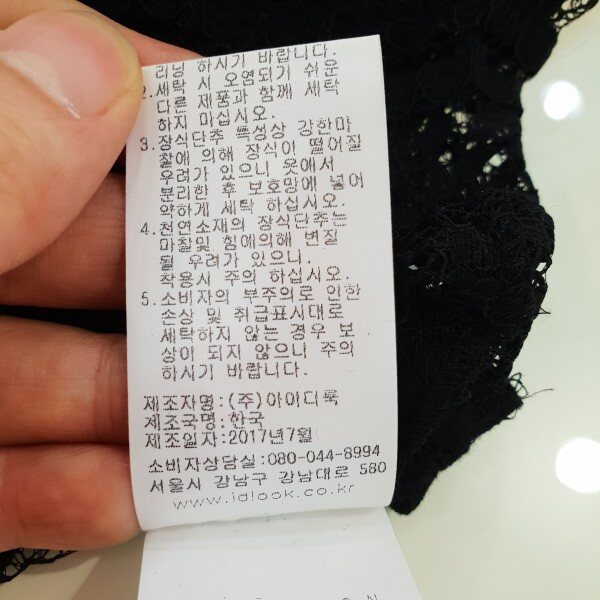 리닝 하시기 바랍니다.
2.세탁 시 오염되기 쉬운
다른 제품과 함께 세탁
하지 마십시오.
3.장식단추 특성상 강한마
찰에 의해 장식이 떨어질
우려가 있으니 옷에서
분리한 후 보호망에 넣어
약하게 세탁 하십시오.
4.천연소재의 장식단추는
마찰및 힘에의해 변질
될 우려가 있으니.
착용시 주의 하십시오.
5.소비자의 부주의로 인한
손상 및 취급표시대로
세탁하지 않는 경우 보
상이 되지 않으니 주의
하시기 바랍니다.
제조자명:(주)아이디룩
제조국명:한국
제조일자:2017년7월
소비자상담실:080-044-8994
서울시 강남구 강남대로 580
www.idlook.co.kr